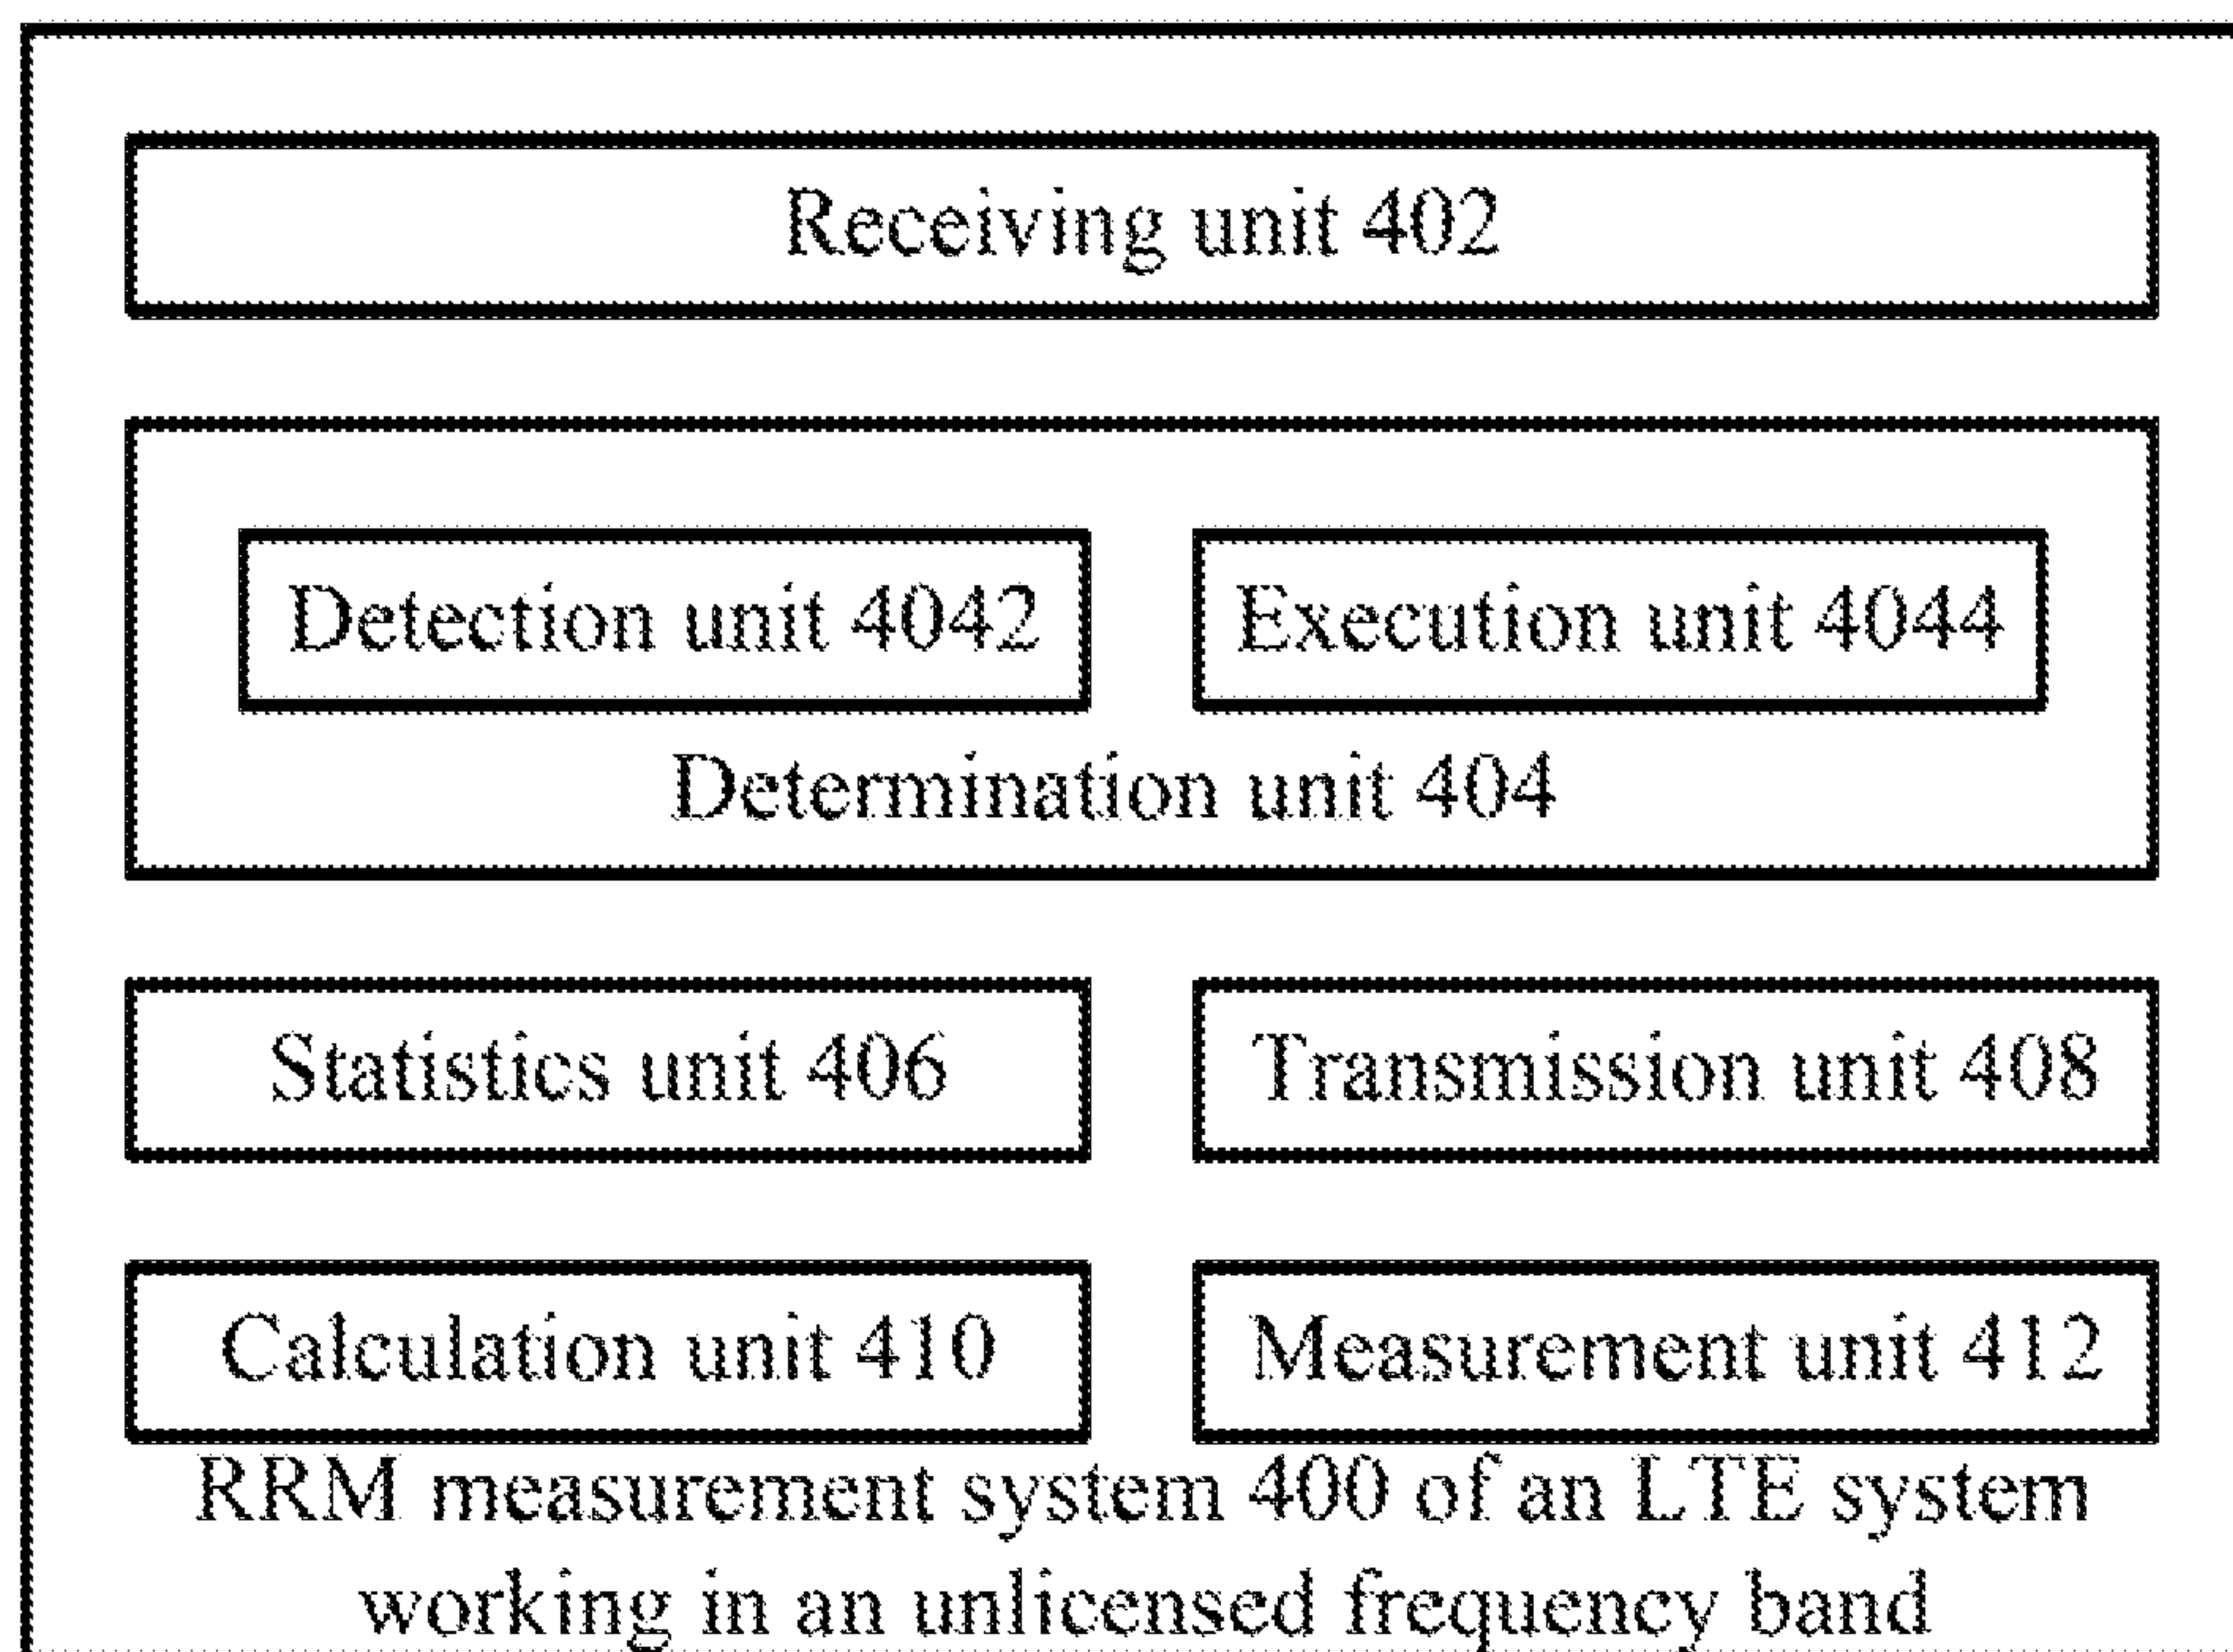 Receiving unit 402
Detection unit 4042
Execution unit 4044
Determination unit 404
Statistics unit 406
Transmission unit 408
Calculation unit 410
Measurement unit 412
RRM measurement system 400 of an LTE system
working in an unlicensed frequency band